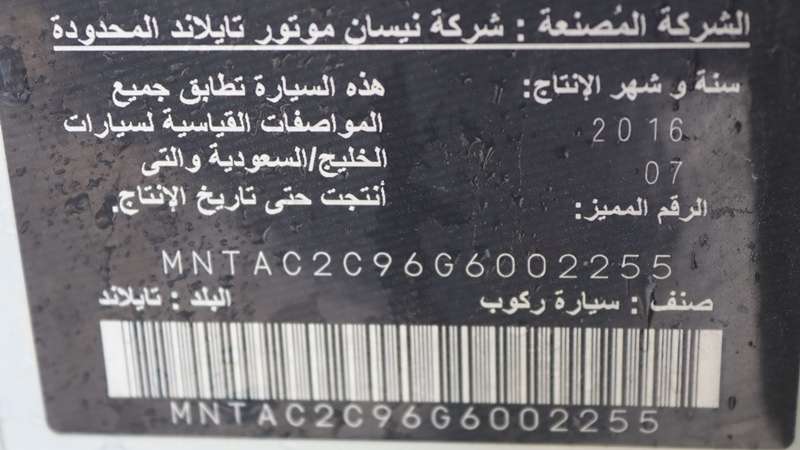 الشركة المُصنعة : شركة نيسان موتور تايلاند المحدودة
سنة و شهر الإنتاج:
2016
07
الرقم المميز:
هذه السيارة تطابق جميع
المواصفات القياسية لسيارات
الخليج/السعودية والتى
أنتجت حتى تاريخ الإنتاج.
MNTAC2C96G6002255
صنف : سيارة ركوب
البلد : تايلاند
MNTAC2C96G6002255